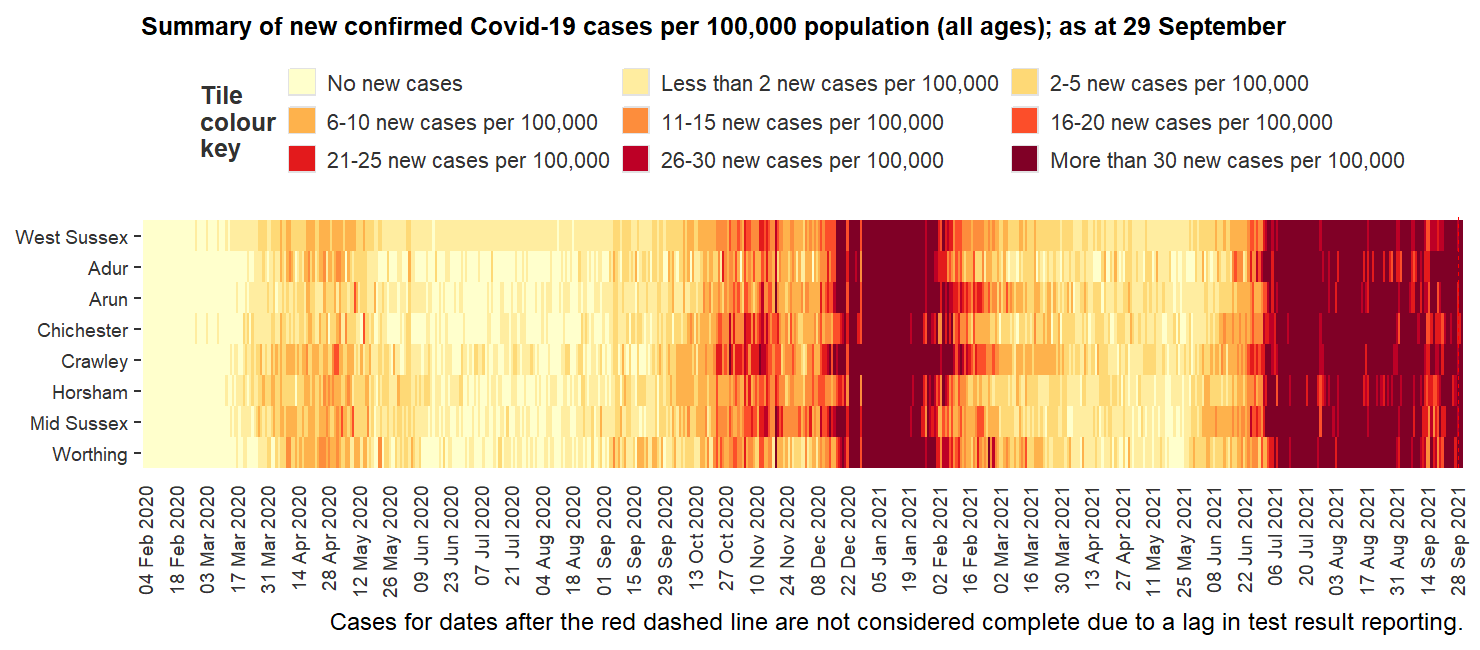 Summary of new confirmed Covid-19 cases per 100,000 population (all ages); as at 29 September
Tile
colour
key
No new cases
Less than 2 new cases per 100,000
2-5 new cases per 100,000
6-10 new cases per 100,000
11-15 new cases per 100,000
16-20 new cases per 100,000
21-25 new cases per 100,000
26-30 new cases per 100,000
More than 30 new cases per 100,000
West Sussex
Adur
Arun
Chichester
Crawley
Horsham
Mid Sussex
Worthing
04 Feb 2020
18 Feb 2020
03 Mar 2020
17 Mar 2020
31 Mar 2020
14 Apr 2020
28 Apr 2020
12 May 2020
26 May 2020
09 Jun 2020
23 Jun 2020
07 Jul 2020
21 Jul 2020
04 Aug 2020
18 Aug 2020
01 Sep 2020
15 Sep 2020
29 Sep 2020
13 Oct 2020
27 Oct 2020
10 Nov 2020
24 Nov 2020
08 Dec 2020
22 Dec 2020
05 Jan 2021
19 Jan 2021
02 Feb 2021
16 Feb 2021
02 Mar 2021
16 Mar 2021
30 Mar 2021
13 Apr 2021
27 Apr 2021
11 May 2021
25 May 2021
08 Jun 2021
22 Jun 2021
06 Jul 2021
20 Jul 2021
03 Aug 2021
17 Aug 2021
31 Aug 2021
14 Sep 2021
28 Sep 2021
Cases for dates after the red dashed line are not considered complete due to a lag in test result reporting.